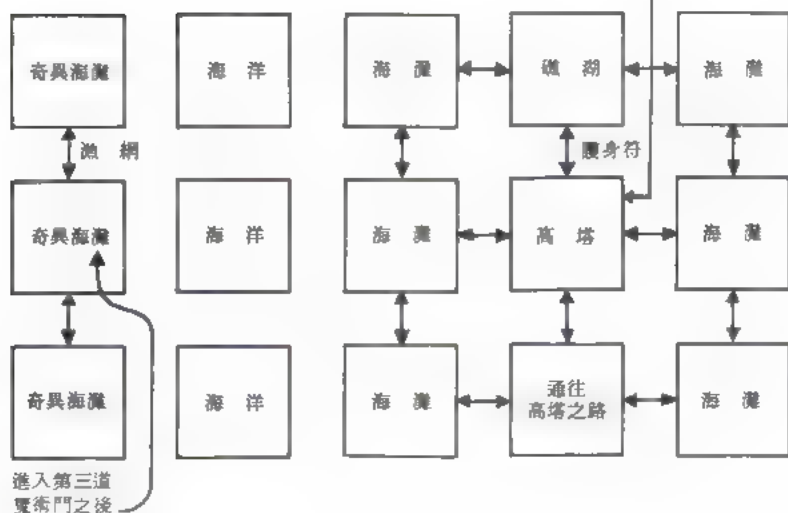 奇異海灘 海洋 海灘 礁湖 海灘
漁網 護身符
奇異海灘 海洋 海灘 高塔 海灘
奇異海灘 海洋 海灘 通往 海灘
高塔之路
進入第三道
魔術門之後